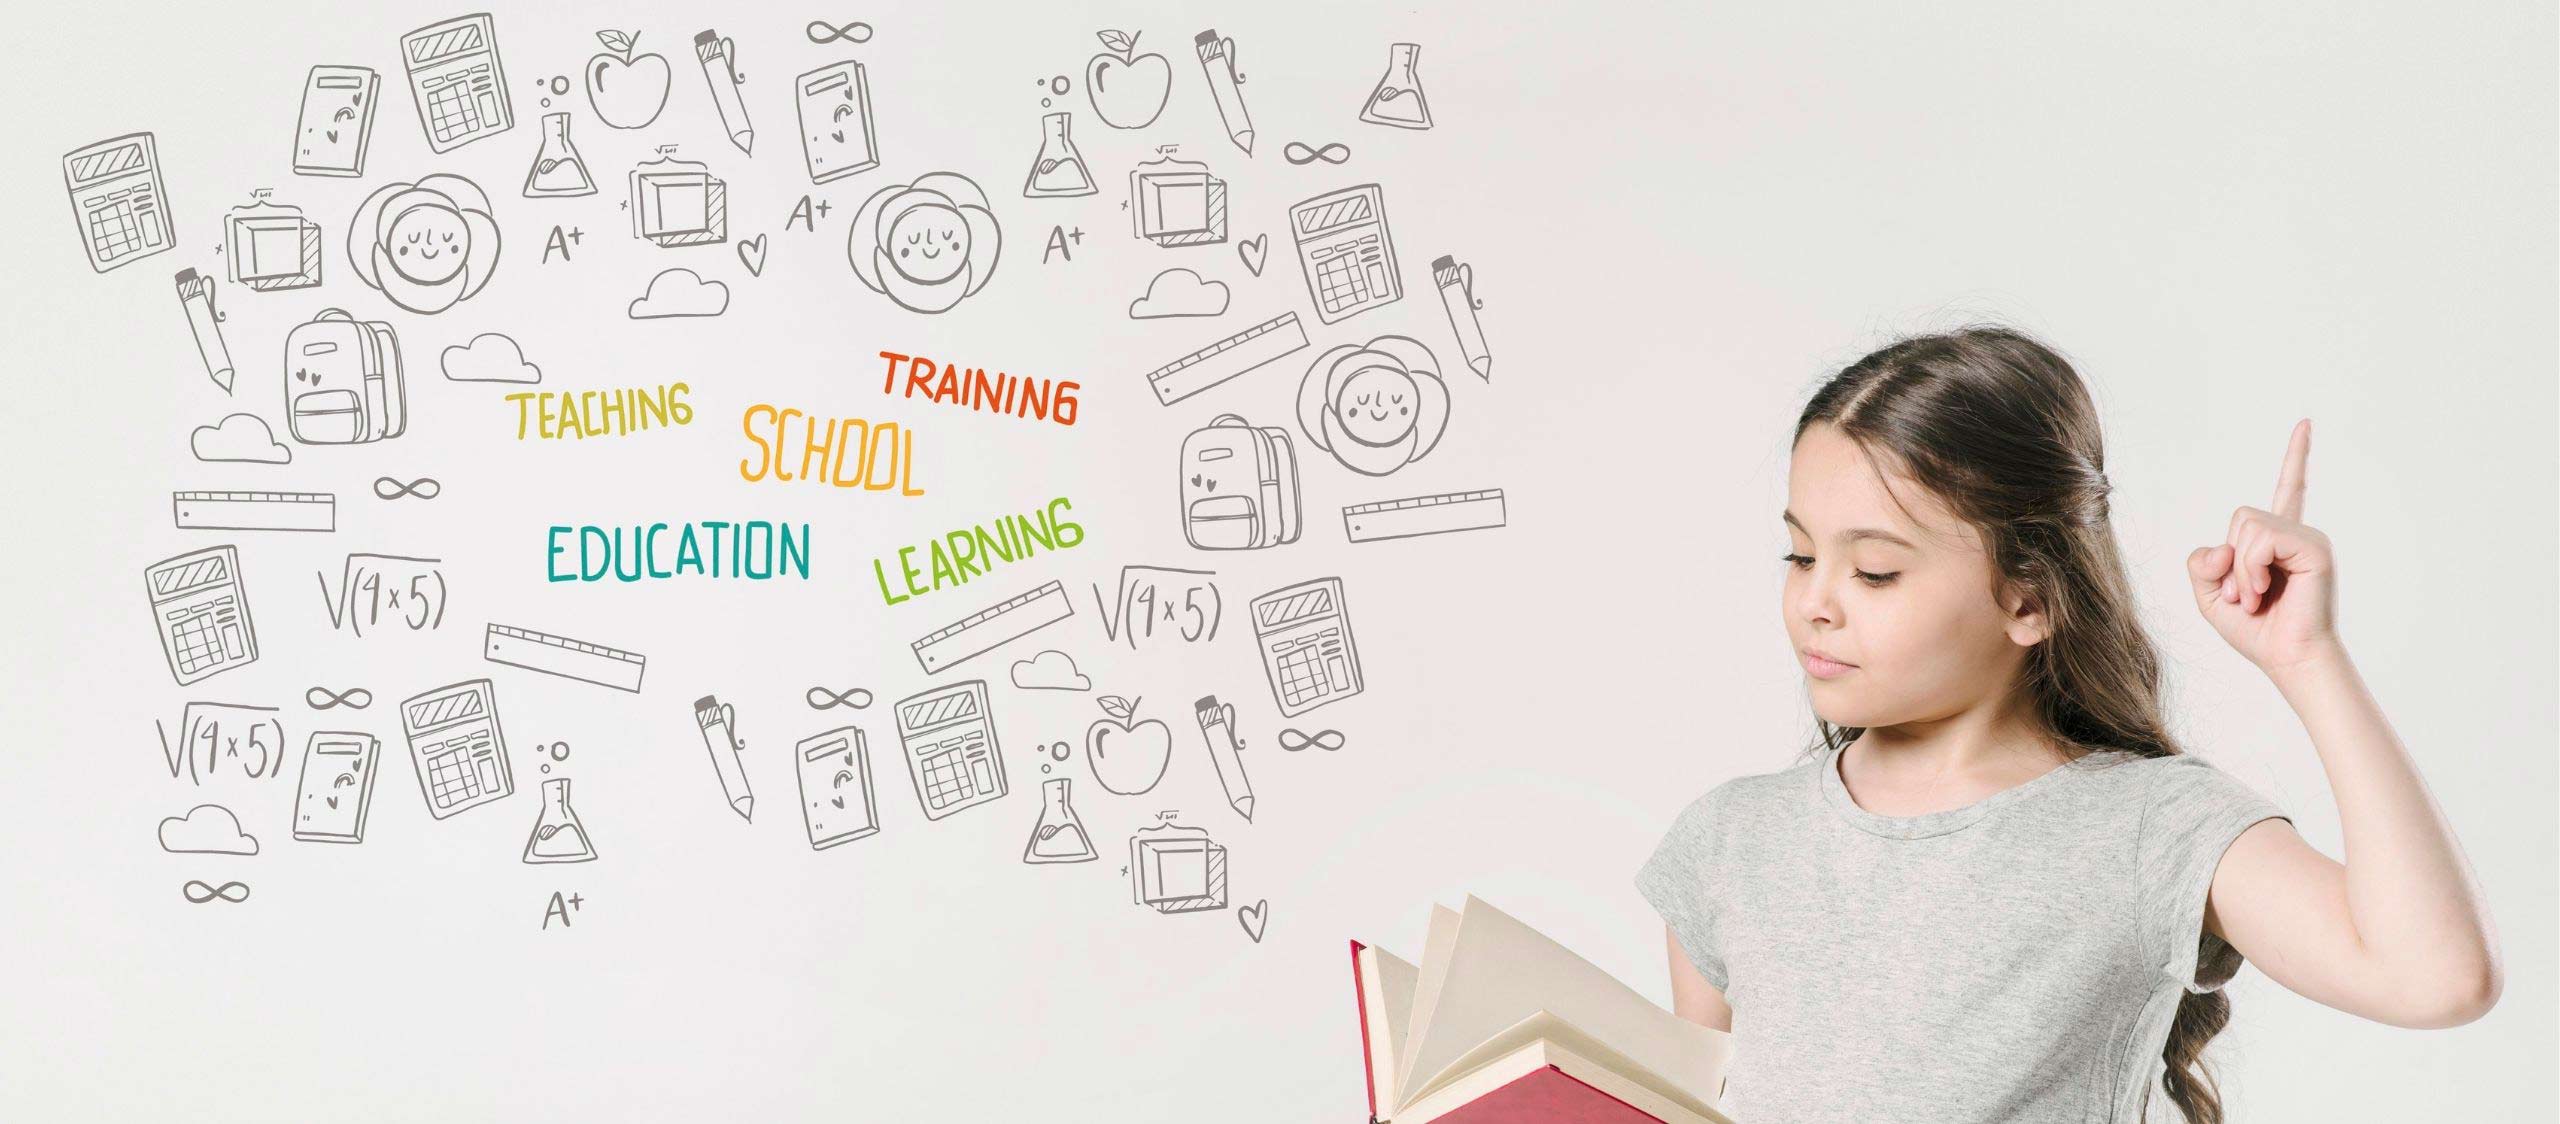 A+
A+
A+
TRAINING
TEACHING
SCHOOL
EDUCATION
LEARNING
√(4×5)
√(4×5)
√(4×5)
A+